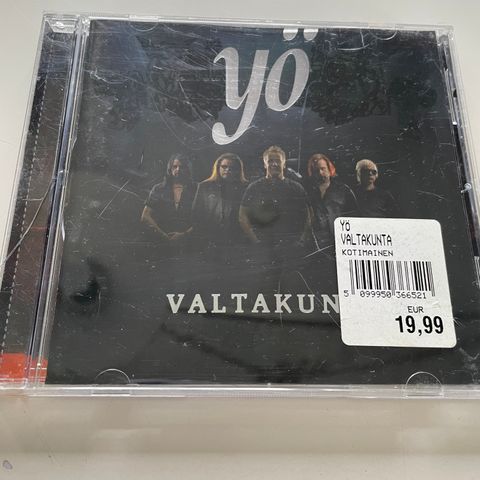 yö
VALTAKUN
YÖ
VALTAKUNTA
KOTIMAINEN
5 099950 366521
EUR
19,99